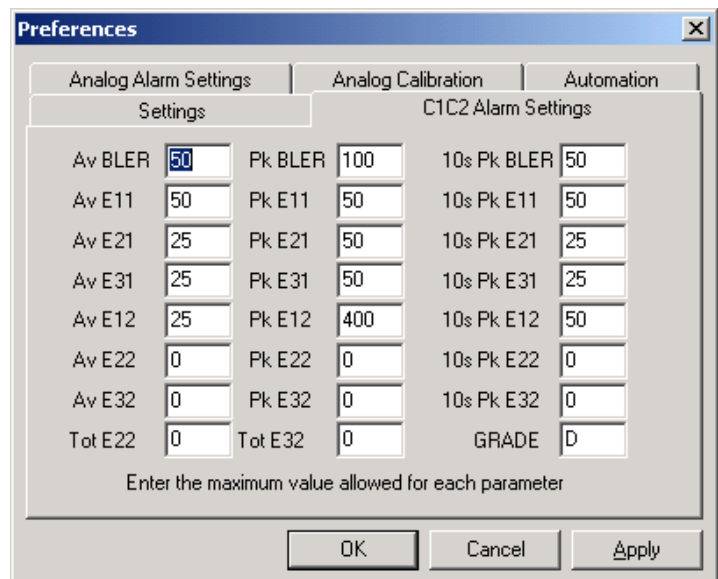 Preferences
Analog Alarm Settings Analog Calibration Automation
Settings C1C2 Alarm Settings
Av BLER 50 Pk BLER 100 10s Pk BLER 50
Av E11 50 Pk E11 50 10s Pk E11 50
Av E21 25 Pk E21 50 10s Pk E21 25
Av E31 25 Pk E31 50 10s Pk E31 25
Av E12 25 Pk E12 400 10s Pk E12 50
Av E22 0 Pk E22 0 10s Pk E22 0
Av E32 0 Pk E32 0 10s Pk E32 0
Tot E22 0 Tot E32 0 GRADE D
Enter the maximum value allowed for each parameter
OK Cancel Apply